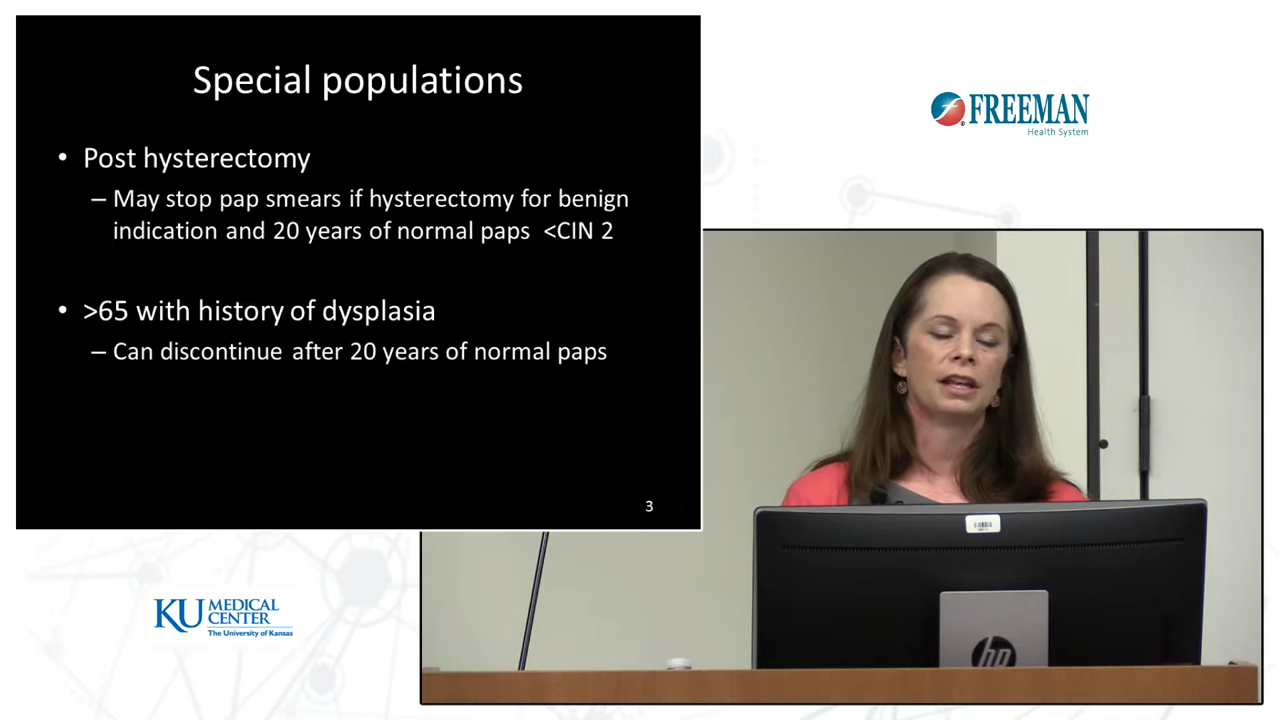 Special populations
• Post hysterectomy
– May stop pap smears if hysterectomy for benign
indication and 20 years of normal paps <CIN 2
• >65 with history of dysplasia
– Can discontinue after 20 years of normal paps
3
FREEMAN
Health System
KU MEDICAL
CENTER
The University of Kansas
hp